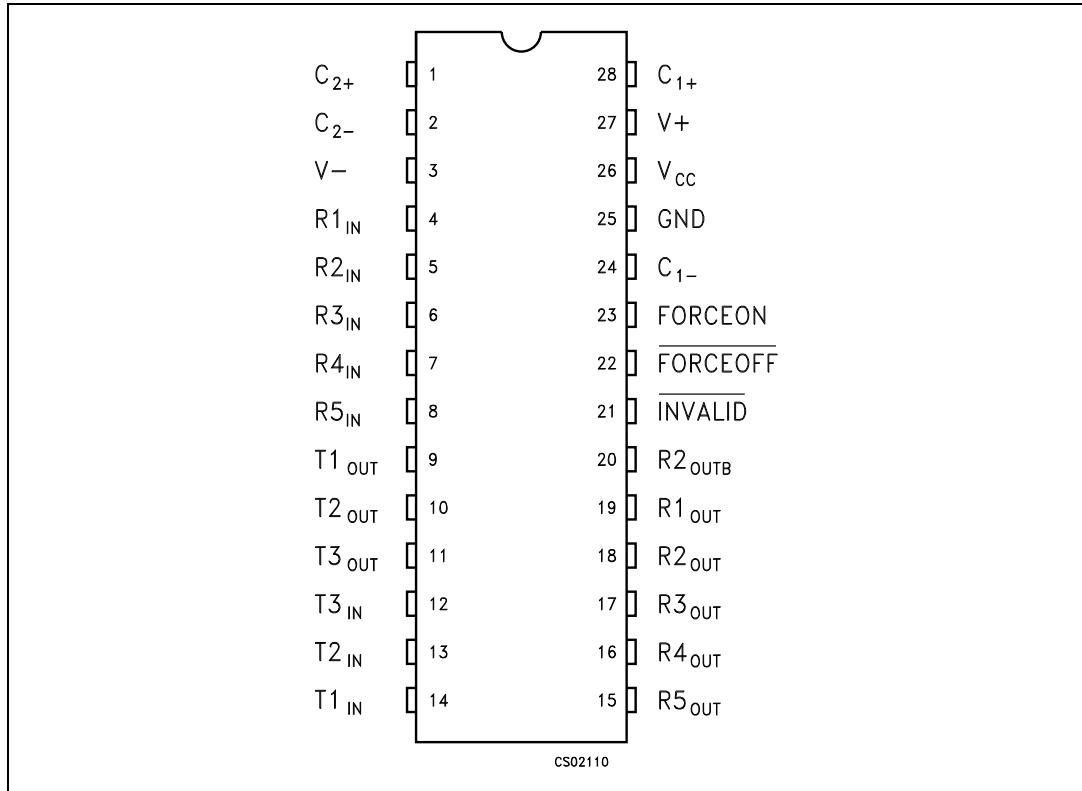 C2+ 1 28 C1+
C2- 2 27 V+
V- 3 26 VCC
R1IN 4 25 GND
R2IN 5 24 C1-
R3IN 6 23 FORCEON
R4IN 7 22 FORCEOFF
R5IN 8 21 INVALID
T1OUT 9 20 R2OUTB
T2OUT 10 19 R1OUT
T3OUT 11 18 R2OUT
T3IN 12 17 R3OUT
T2IN 13 16 R4OUT
T1IN 14 15 R5OUT
CS02110